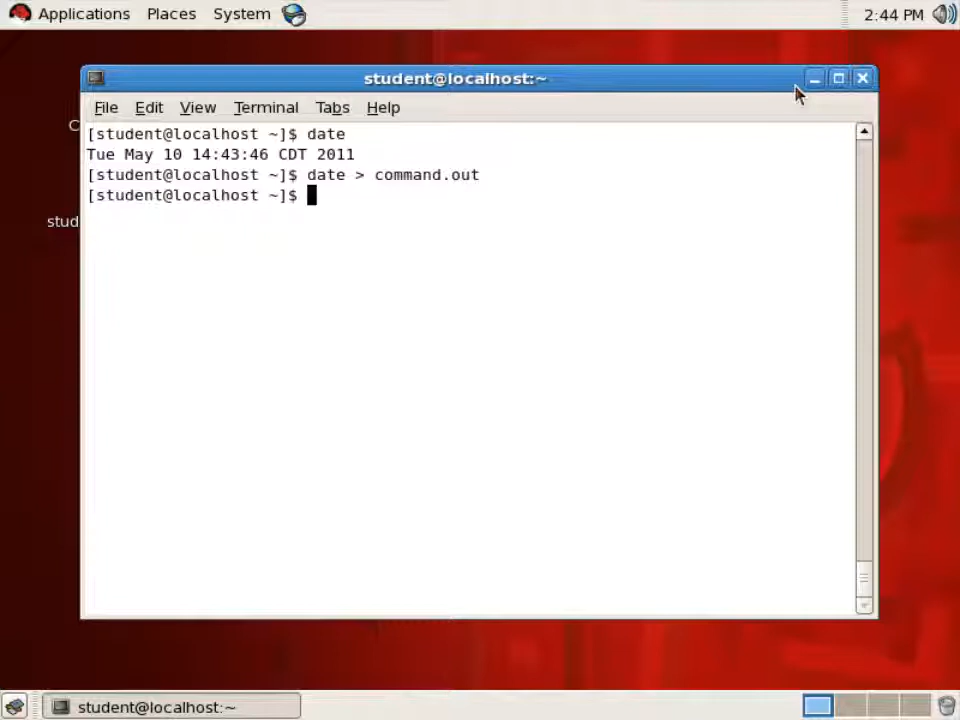 Applications Places System 2:44 PM
student@localhost:~
File Edit View Terminal Tabs Help
[student@localhost ~]$ date
Tue May 10 14:43:46 CDT 2011
[student@localhost ~]$ date > command.out
[student@localhost ~]$
C
stud
student@localhost:~